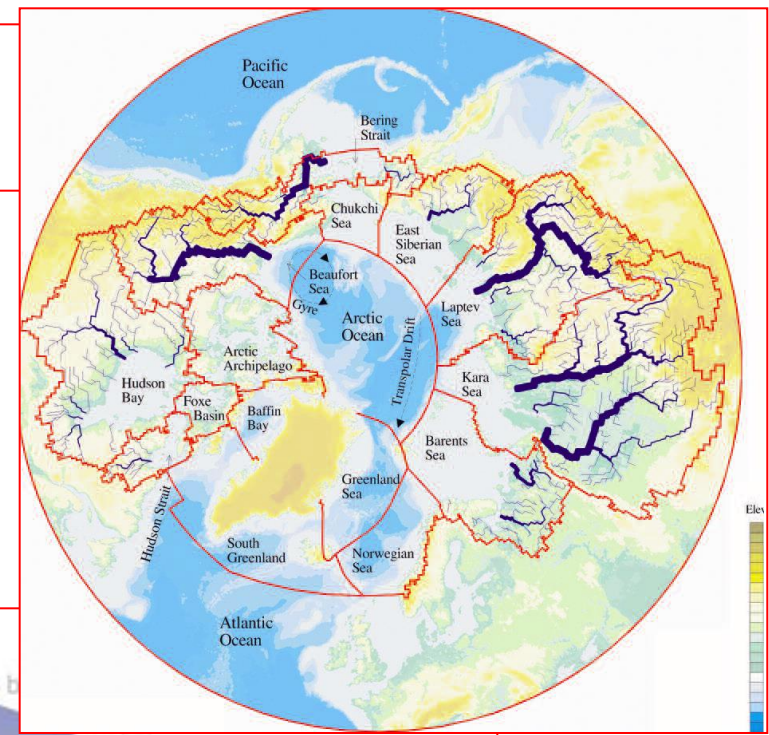 Pacific
Ocean
Bering
Strait
Chukchi
Sea
East
Siberian
Sea
Beaufort
Sea
Gyre
Arctic
Ocean
Laptev
Sea
Transpolar Drift
Arctic
Archipelago
Kara
Sea
Hudson
Bay
Foxe
Basin
Baffin
Bay
Barents
Sea
Greenland
Sea
Hudson Strait
South
Greenland
Norwegian
Sea
Atlantic
Ocean
Elev
b